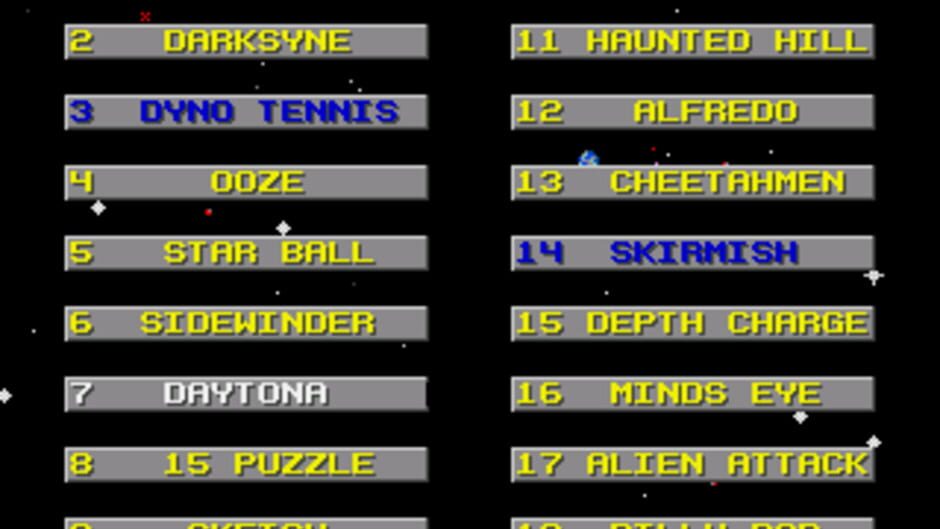 2 DARKSYNE
3 DYNO TENNIS
4 OOZE
5 STAR BALL
6 SIDEWINDER
7 DAYTONA
8 15 PUZZLE
11 HAUNTED HILL
12 ALFREDO
13 CHEETAHMEN
14 SKIRMISH
15 DEPTH CHARGE
16 MINDS EYE
17 ALIEN ATTACK